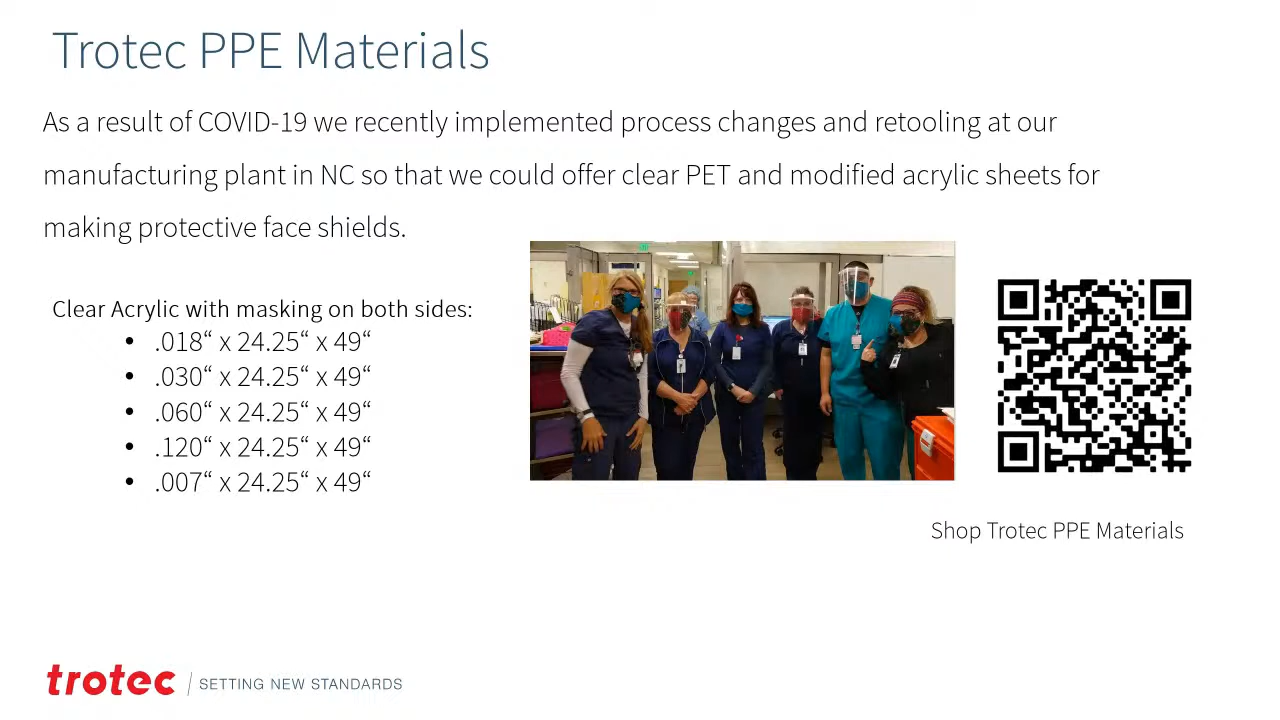 Trotec PPE Materials
As a result of COVID-19 we recently implemented process changes and retooling at our
manufacturing plant in NC so that we could offer clear PET and modified acrylic sheets for
making protective face shields.
Clear Acrylic with masking on both sides:
• .018“ x 24.25“ x 49“
• .030“ x 24.25“ x 49“
• .060“ x 24.25“ x 49“
• .120“ x 24.25“ x 49“
• .007“ x 24.25“ x 49“
Shop Trotec PPE Materials
trotec | SETTING NEW STANDARDS